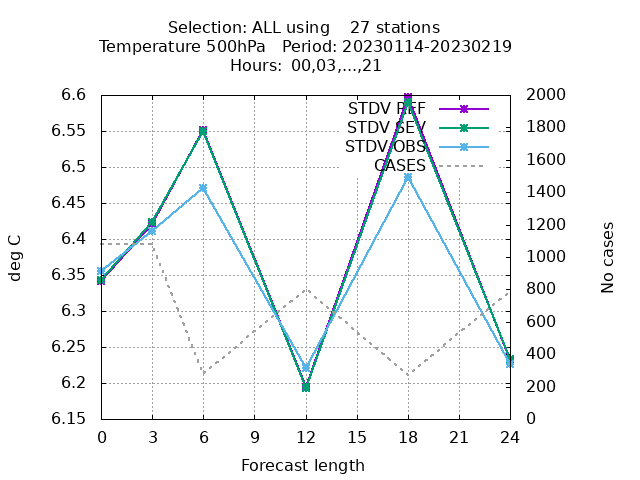 Selection: ALL using    27 stations
Temperature 500hPa   Period: 20230114-20230219
Hours:  00,03,...,21
STDV REF
STDV SEV
STDV OBS
CASES
6.6
6.55
6.5
6.45
6.4
6.35
6.3
6.25
6.2
6.15
2000
1800
1600
1400
1200
1000
800
600
400
200
0
deg C
No cases
0 3 6 9 12 15 18 21 24
Forecast length